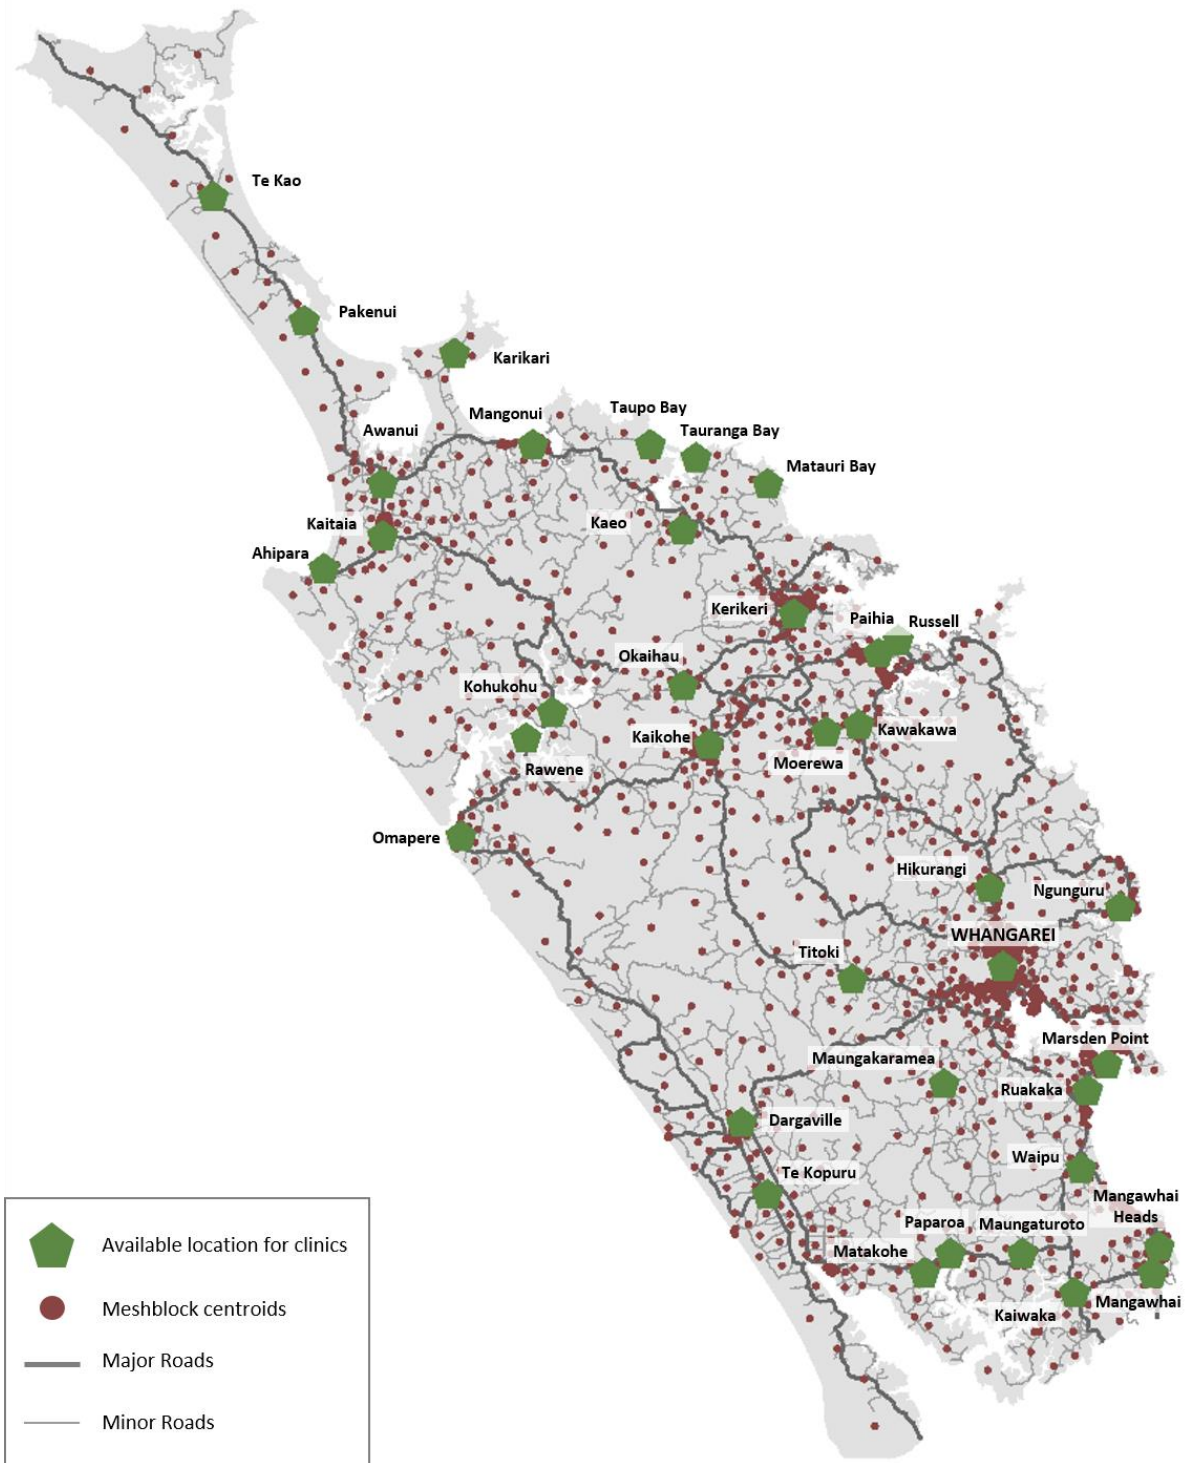 Te Kao
Pakenui
Karikari
Taupo Bay
Mangonui
Awanui
Tauranga Bay
Matauri Bay
Kaitaia
Kaeo
Ahipara
Kerikeri
Paihia
Russell
Okaihau
Kohukohu
Kaikohe
Kawakawa
Moerewa
Rawene
Omapere
Hikurangi
Ngunguru
WHANGAREI
Titoki
Marsden Point
Maungakaramea
Ruakaka
Dargaville
Waipu
Te Kopuru
Mangawhai
Heads
Paparoa
Maungaturoto
Matakohe
Kaiwaka
Mangawhai
Available location for clinics
Meshblock centroids
Major Roads
Minor Roads